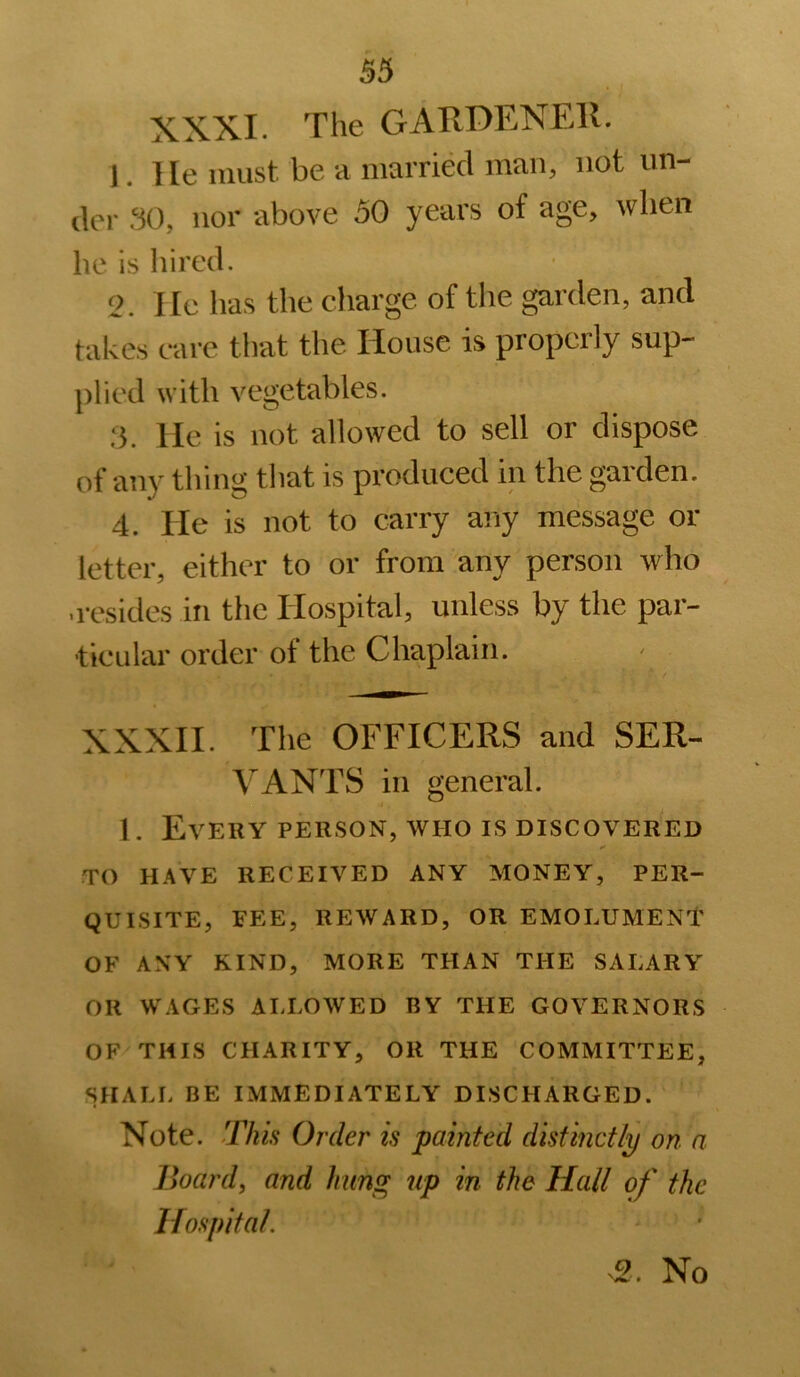 55
XXXI. The GARDENER.
1. He must be a married man, not un-
der 30, nor above 50 years of age, when
he is hired.
2. He has the charge of the garden, and
takes care that the House is properly sup-
plied with vegetables.
3. He is not allowed to sell or dispose
of any thing that is produced in the garden.
4. He is not to carry any message or
letter, either to or from any person who
resides in the Hospital, unless by the par-
ticular order of the Chaplain.
XXXII. The OFFICERS and SER-
VANTS in general.
1. EVERY PERSON, WHO IS DISCOVERED
TO HAVE RECEIVED ANY MONEY, PER-
QUISITE, FEE, REWARD, OR EMOLUMENT
OF ANY KIND, MORE THAN THE SALARY
OR WAGES ALLOWED BY THE GOVERNORS
OF THIS CHARITY, OR THE COMMITTEE,
SHALL BE IMMEDIATELY DISCHARGED.
Note. This Order is painted distinctly on a
Board, and hung up in the Hall of the
Hospital.
2. No